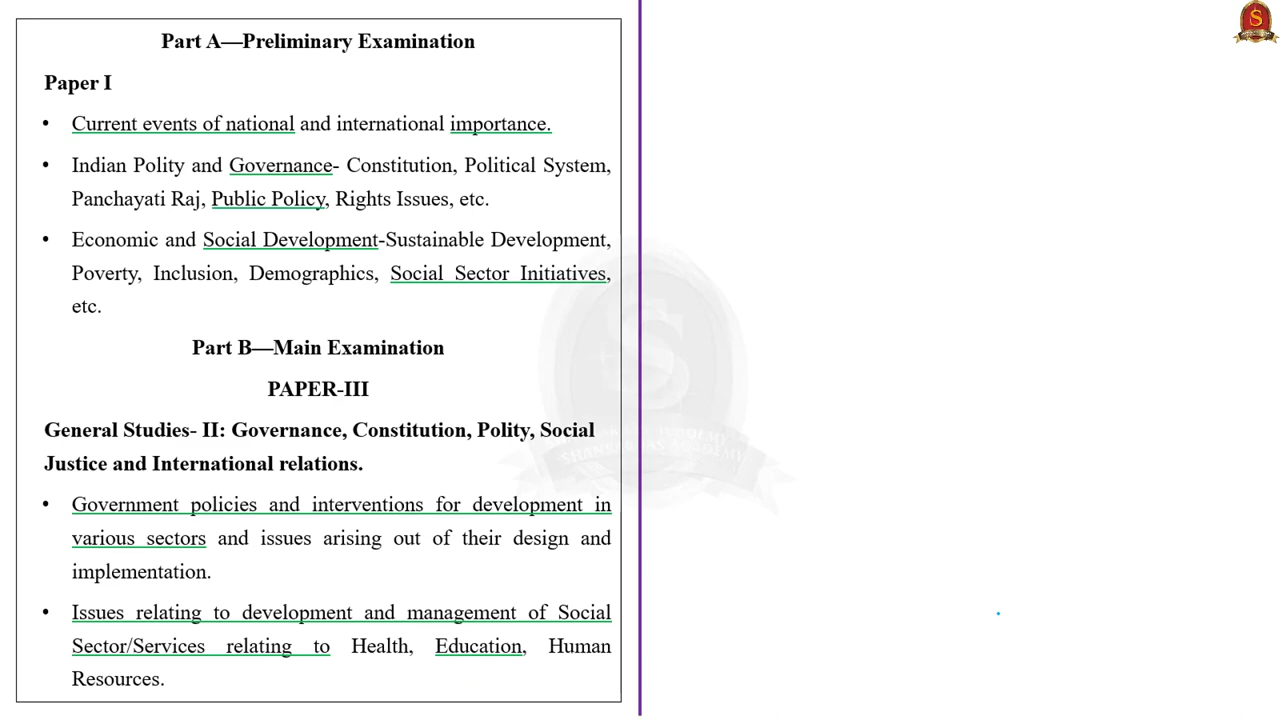 Part A—Preliminary Examination
Paper I
• Current events of national and international importance.
• Indian Polity and Governance- Constitution, Political System,
Panchayati Raj, Public Policy, Rights Issues, etc.
• Economic and Social Development-Sustainable Development,
Poverty, Inclusion, Demographics, Social Sector Initiatives,
etc.
Part B—Main Examination
PAPER-III
General Studies- II: Governance, Constitution, Polity, Social
Justice and International relations.
• Government policies and interventions for development in
various sectors and issues arising out of their design and
implementation.
• Issues relating to development and management of Social
Sector/Services relating to Health, Education, Human
Resources.
S